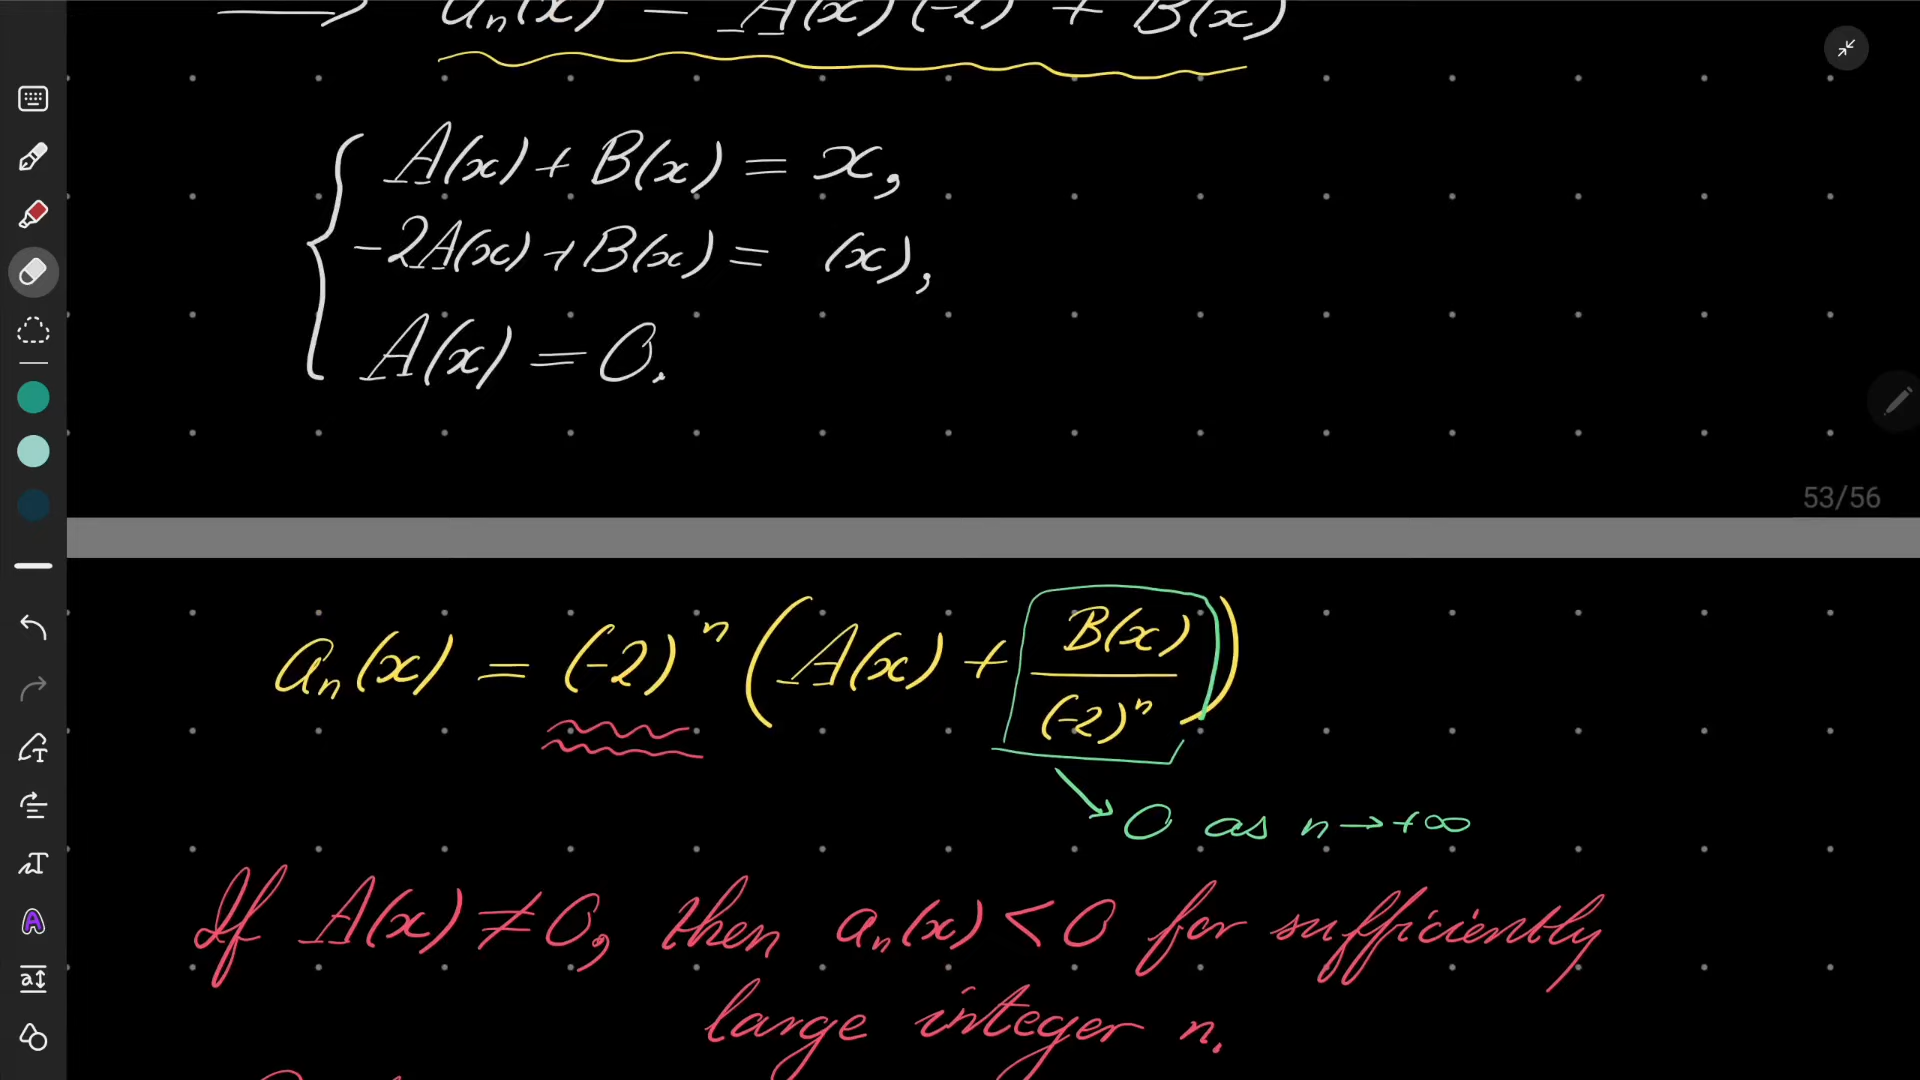 ⟹ aₙ(x) = A(x)(-2) + B(x)
A(x) + B(x) = x,
-2A(x) + B(x) = (x),
A(x) = 0.
53/56
aₙ(x) = (-2)ⁿ (A(x) + B(x)/(-2)ⁿ)
→ 0 as n → +∞
If A(x) ≠ 0, then aₙ(x) < 0 for sufficiently
large integer n.